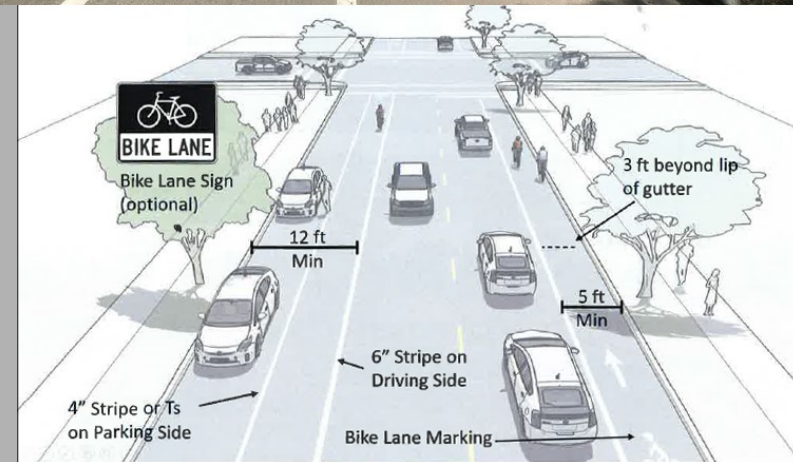 BIKE LANE
Bike Lane Sign
(optional)
3 ft beyond lip
of gutter
12 ft
Min
5 ft
Min
6" Stripe on
Driving Side
4" Stripe or Ts
on Parking Side
Bike Lane Marking